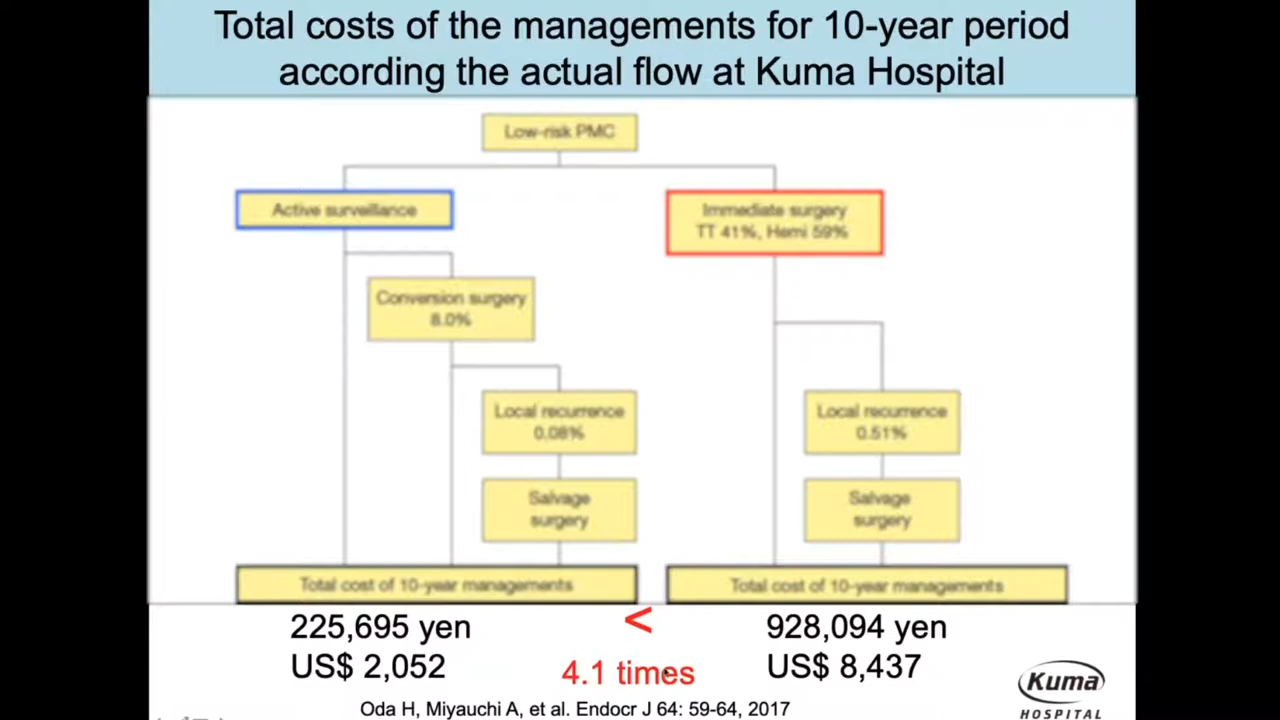 Total costs of the managements for 10-year period
according the actual flow at Kuma Hospital
Low-risk PMC
Active surveillance
Immediate surgery
TT 41%, Hemi 59%
Conversion surgery
8.0%
Local recurrence
0.08%
Local recurrence
0.51%
Salvage
surgery
Salvage
surgery
Total cost of 10-year managements
Total cost of 10-year managements
225,695 yen
<
928,094 yen
US$ 2,052
4.1 times
US$ 8,437
Kuma
HOSPITAL
Oda H, Miyauchi A, et al. Endocr J 64: 59-64, 2017